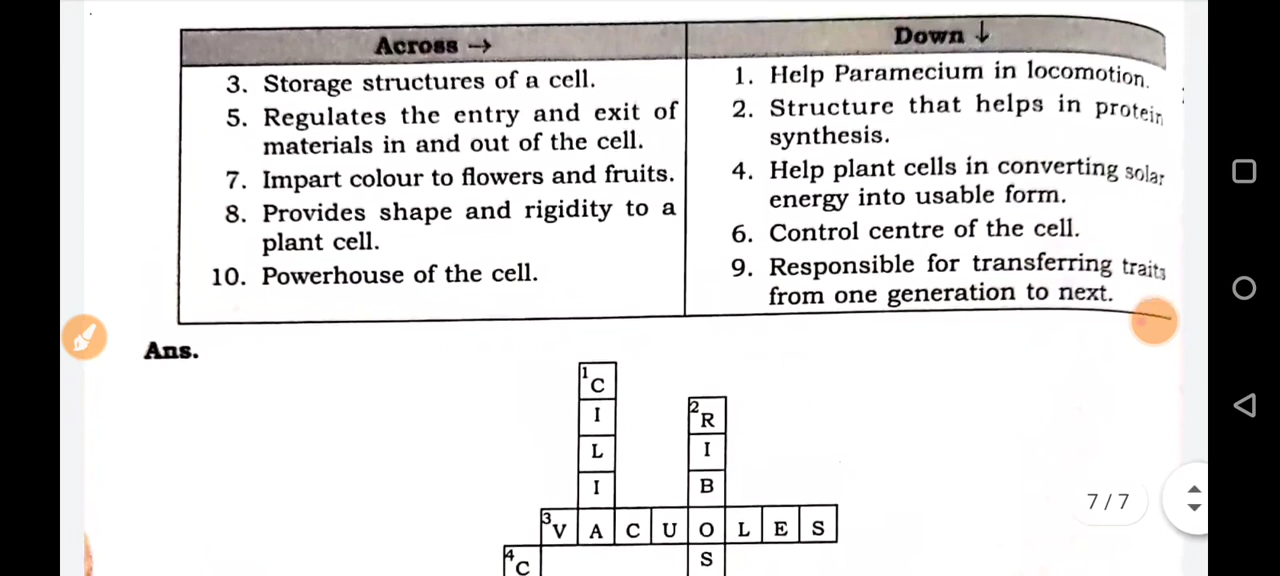 Across →
3. Storage structures of a cell.
5. Regulates the entry and exit of
materials in and out of the cell.
7. Impart colour to flowers and fruits.
8. Provides shape and rigidity to a
plant cell.
10. Powerhouse of the cell.
Down ↓
1. Help Paramecium in locomotion.
2. Structure that helps in protein
synthesis.
4. Help plant cells in converting solar
energy into usable form.
6. Control centre of the cell.
9. Responsible for transferring traits
from one generation to next.
Ans.
1 C
I 2 R
L I
I B
3 V A C U O L E S
4 C S
7 / 7